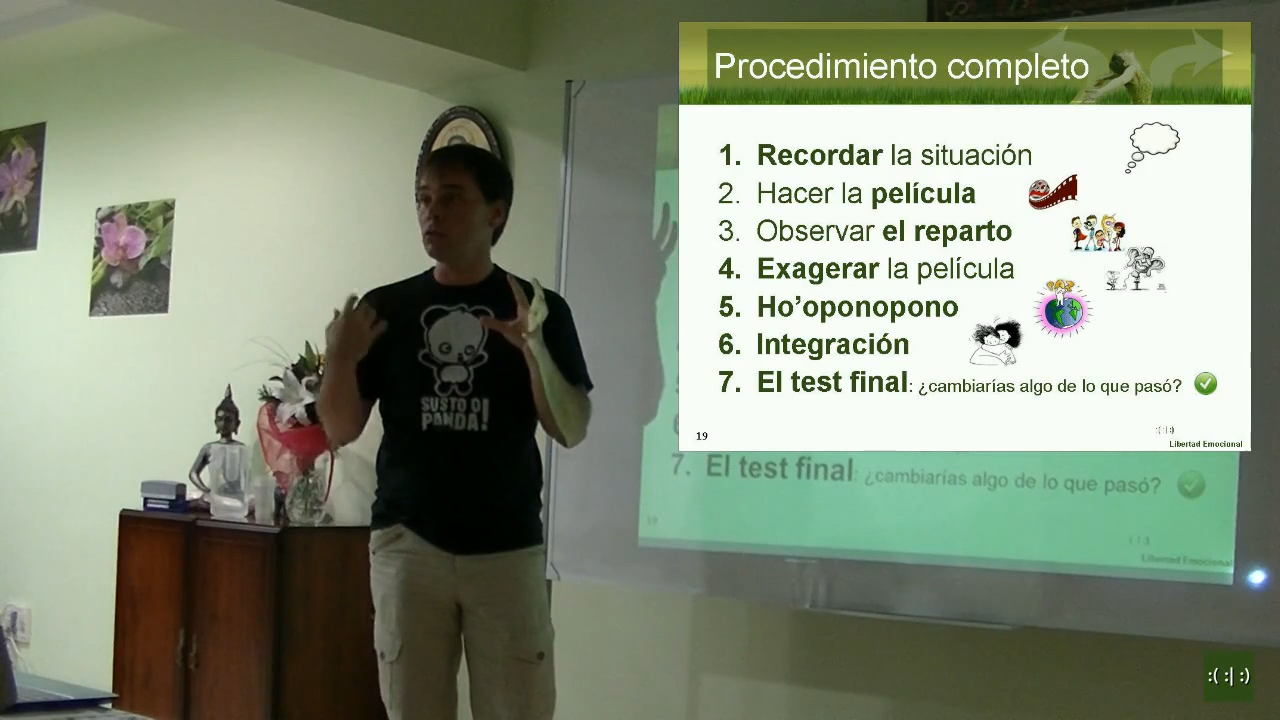 Procedimiento completo
1. Recordar la situación
2. Hacer la película
3. Observar el reparto
4. Exagerar la película
5. Ho’oponopono
6. Integración
7. El test final: ¿cambiarías algo de lo que pasó?
19
:(:|:)
Libertad Emocional
SUSTO O
PANDA!
7. El test final: ¿cambiarías algo de lo que pasó?
19
Libertad Emocional
:( :| :)